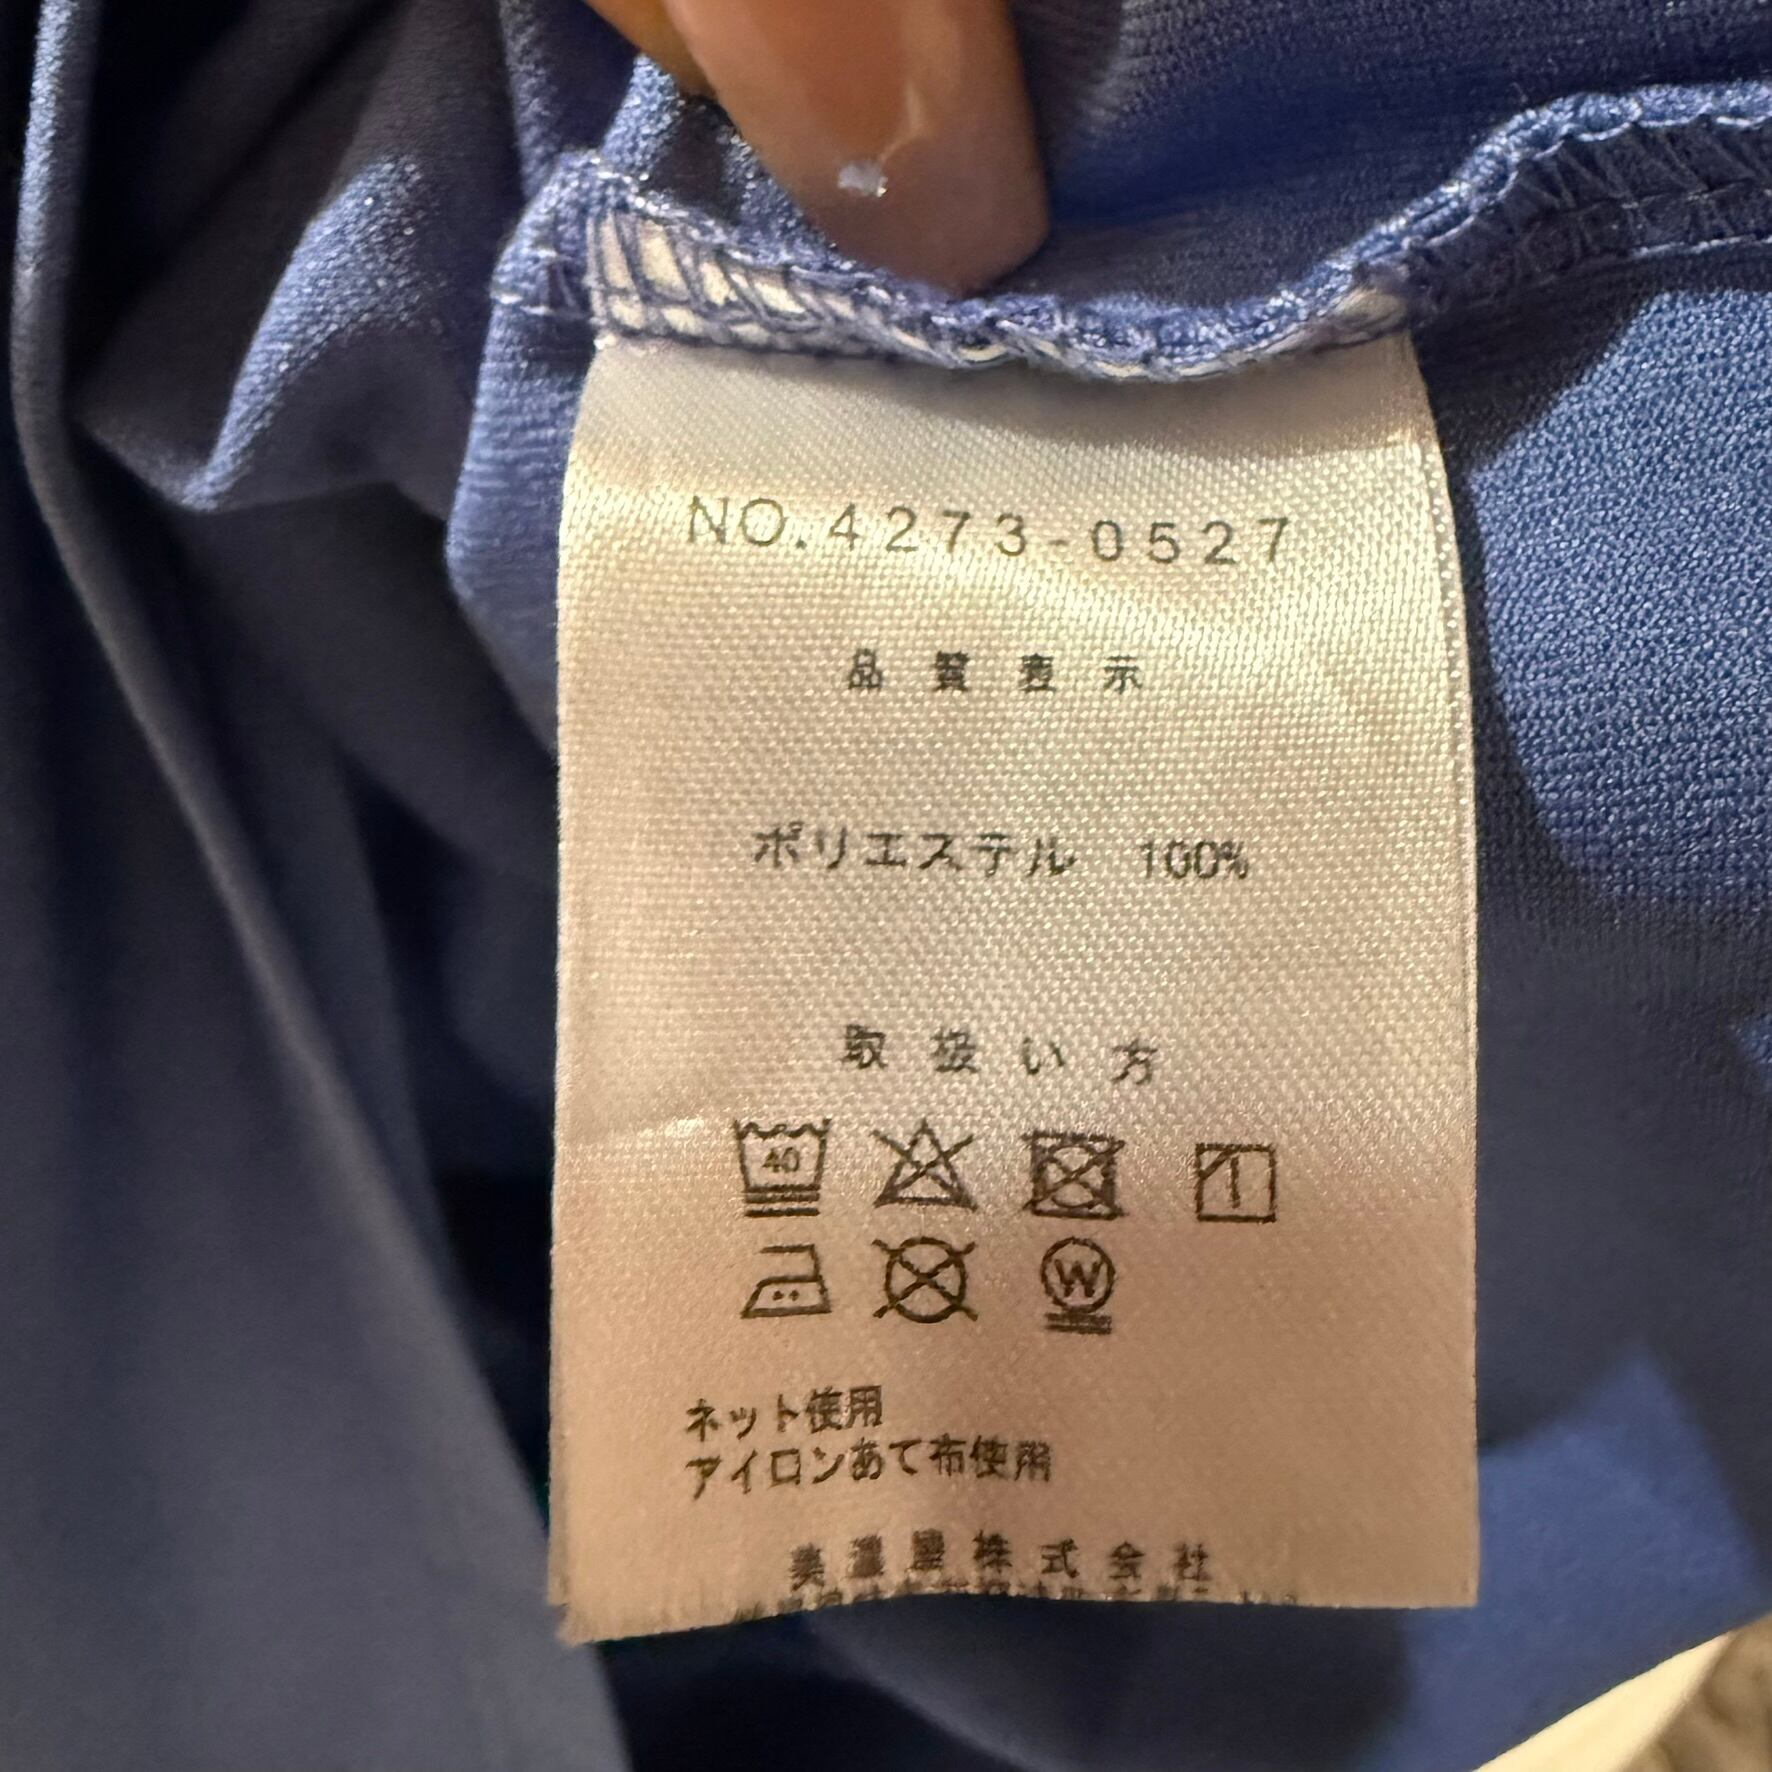 NO.4273-0527
品質表示
ポリエステル 100%
取扱い方
40
W
ネット使用
アイロンあて布使用
美濃屋株式会社